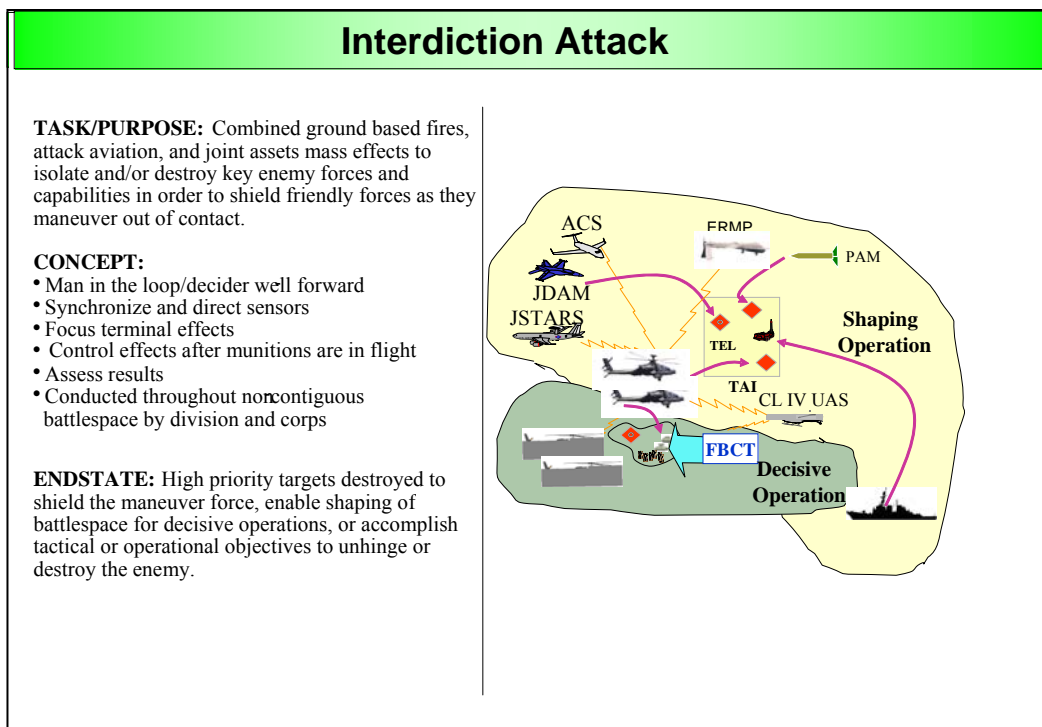 Interdiction Attack
TASK/PURPOSE: Combined ground based fires,
attack aviation, and joint assets mass effects to
isolate and/or destroy key enemy forces and
capabilities in order to shield friendly forces as they
maneuver out of contact.
CONCEPT:
• Man in the loop/decider well forward
• Synchronize and direct sensors
• Focus terminal effects
• Control effects after munitions are in flight
• Assess results
• Conducted throughout noncontiguous
battlespace by division and corps
ENDSTATE: High priority targets destroyed to
shield the maneuver force, enable shaping of
battlespace for decisive operations, or accomplish
tactical or operational objectives to unhinge or
destroy the enemy.
ACS
ERMP
PAM
JDAM
JSTARS
Shaping
Operation
TEL
TAI
CL IV UAS
FBCT
Decisive
Operation